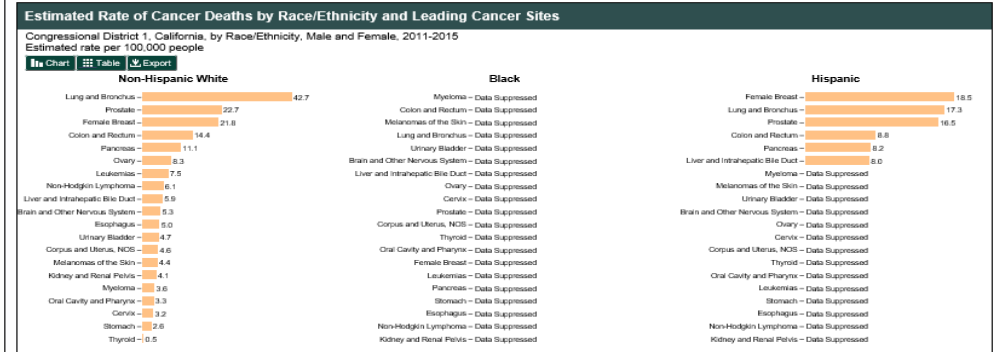 Estimated Rate of Cancer Deaths by Race/Ethnicity and Leading Cancer Sites
Congressional District 1, California, by Race/Ethnicity, Male and Female, 2011-2015
Estimated rate per 100,000 people
Chart Table Export
Non-Hispanic White
Lung and Bronchus 42.7
Prostate 22.7
Female Breast 21.8
Colon and Rectum 14.4
Pancreas 11.1
Ovary 8.3
Leukemias 7.5
Non-Hodgkin Lymphoma 6.1
Liver and Intrahepatic Bile Duct 5.9
Brain and Other Nervous System 5.3
Esophagus 5.0
Urinary Bladder 4.7
Corpus and Uterus, NOS 4.6
Melanomas of the Skin 4.4
Kidney and Renal Pelvis 4.1
Myeloma 3.6
Oral Cavity and Pharynx 3.3
Cervix 3.2
Stomach 2.6
Thyroid 0.5
Black
Myeloma – Data Suppressed
Colon and Rectum – Data Suppressed
Melanomas of the Skin – Data Suppressed
Lung and Bronchus – Data Suppressed
Urinary Bladder – Data Suppressed
Brain and Other Nervous System – Data Suppressed
Liver and Intrahepatic Bile Duct – Data Suppressed
Ovary – Data Suppressed
Cervix – Data Suppressed
Prostate – Data Suppressed
Corpus and Uterus, NOS – Data Suppressed
Thyroid – Data Suppressed
Oral Cavity and Pharynx – Data Suppressed
Female Breast – Data Suppressed
Leukemias – Data Suppressed
Pancreas – Data Suppressed
Stomach – Data Suppressed
Esophagus – Data Suppressed
Non-Hodgkin Lymphoma – Data Suppressed
Kidney and Renal Pelvis – Data Suppressed
Hispanic
Female Breast 18.5
Lung and Bronchus 17.3
Prostate 16.5
Colon and Rectum 8.8
Pancreas 8.2
Liver and Intrahepatic Bile Duct 8.0
Myeloma – Data Suppressed
Melanomas of the Skin – Data Suppressed
Urinary Bladder – Data Suppressed
Brain and Other Nervous System – Data Suppressed
Ovary – Data Suppressed
Cervix – Data Suppressed
Corpus and Uterus, NOS – Data Suppressed
Thyroid – Data Suppressed
Oral Cavity and Pharynx – Data Suppressed
Leukemias – Data Suppressed
Stomach – Data Suppressed
Esophagus – Data Suppressed
Non-Hodgkin Lymphoma – Data Suppressed
Kidney and Renal Pelvis – Data Suppressed